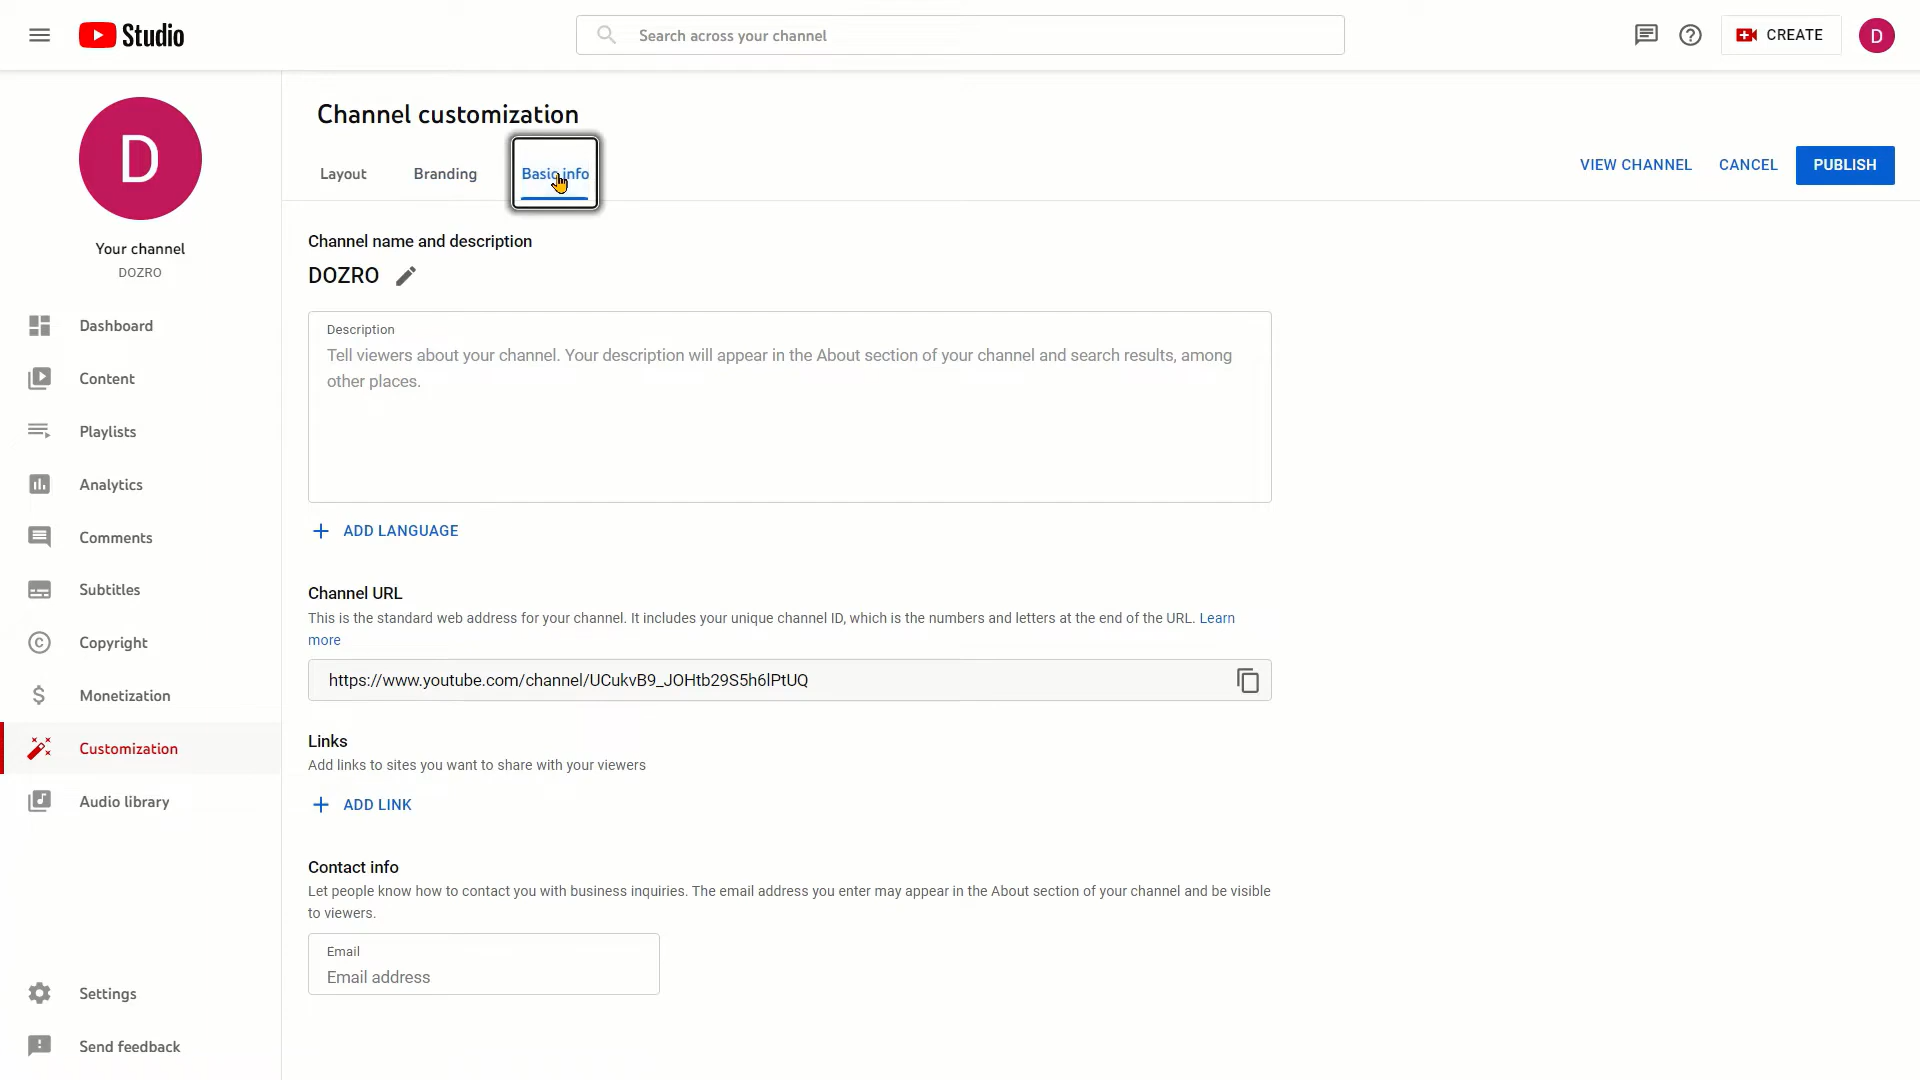 Studio
Search across your channel
CREATE
D
D
Your channel
DOZRO
Dashboard
Content
Playlists
Analytics
Comments
Subtitles
Copyright
Monetization
Customization
Audio library
Settings
Send feedback
Channel customization
Layout
Branding
Basic info
VIEW CHANNEL
CANCEL
PUBLISH
Channel name and description
DOZRO
Description
Tell viewers about your channel. Your description will appear in the About section of your channel and search results, among
other places.
ADD LANGUAGE
Channel URL
This is the standard web address for your channel. It includes your unique channel ID, which is the numbers and letters at the end of the URL. Learn
more
https://www.youtube.com/channel/UCukvB9_JOHtb29S5h6lPtUQ
Links
Add links to sites you want to share with your viewers
ADD LINK
Contact info
Let people know how to contact you with business inquiries. The email address you enter may appear in the About section of your channel and be visible
to viewers.
Email
Email address